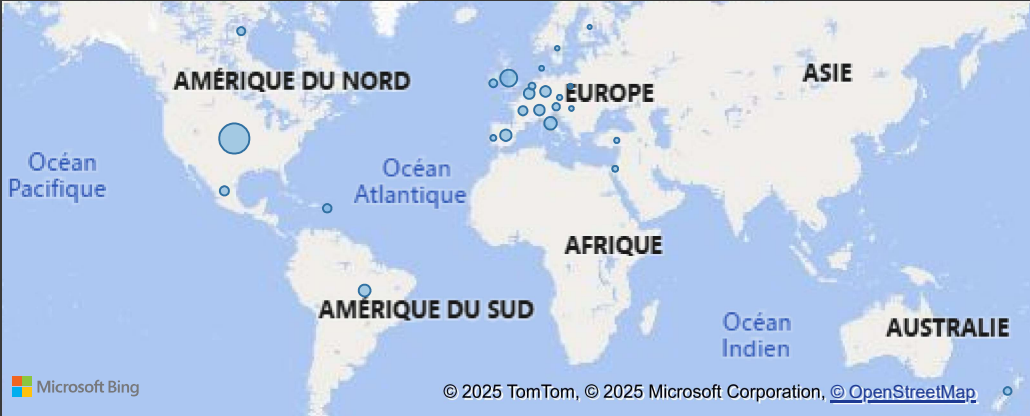 ASIE
AMÉRIQUE DU NORD
EUROPE
Océan
Pacifique
Océan
Atlantique
AFRIQUE
AMÉRIQUE DU SUD
Océan
Indien
AUSTRALIE
Microsoft Bing
© 2025 TomTom, © 2025 Microsoft Corporation, © OpenStreetMap